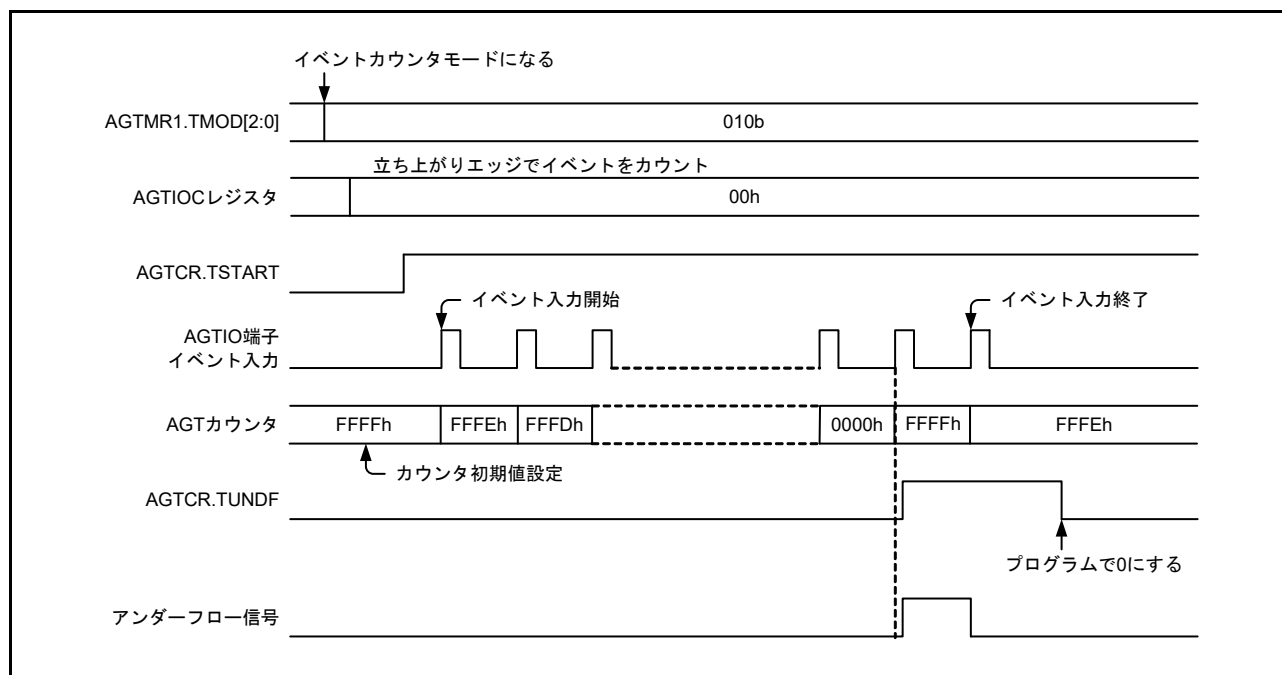 イベントカウンタモードになる
AGTMR1.TMOD[2:0]
010b
立ち上がりエッジでイベントをカウント
AGTIOCレジスタ
00h
AGTCR.TSTART
イベント入力開始
イベント入力終了
AGTIO端子
イベント入力
AGTカウンタ
FFFFh
FFFEh
FFFDh
0000h
FFFFh
FFFEh
カウンタ初期値設定
AGTCR.TUNDF
プログラムで0にする
アンダーフロー信号